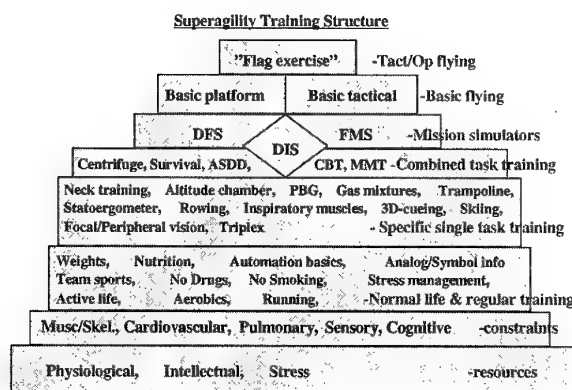 Superagility Training Structure
"Flag exercise" -Tact/Op flying
Basic platform Basic tactical -Basic flying
DFS DIS FMS -Mission simulators
Centrifuge, Survival, ASDD, CBT, MMT -Combined task training
Neck training, Altitude chamber, PBG, Gas mixtures, Trampoline,
Statoergometer, Rowing, Inspiratory muscles, 3D-cueing, Skiing,
Focal/Peripheral vision, Triplex - Specific single task training
Weights, Nutrition, Automation basics, Analog/Symbol info
Team sports, No Drugs, No Smoking, Stress management,
Active life, Aerobics, Running, -Normal life & regular training
Musc/Skel., Cardiovascular, Pulmonary, Sensory, Cognitive -constraints
Physiological, Intellectual, Stress -resources